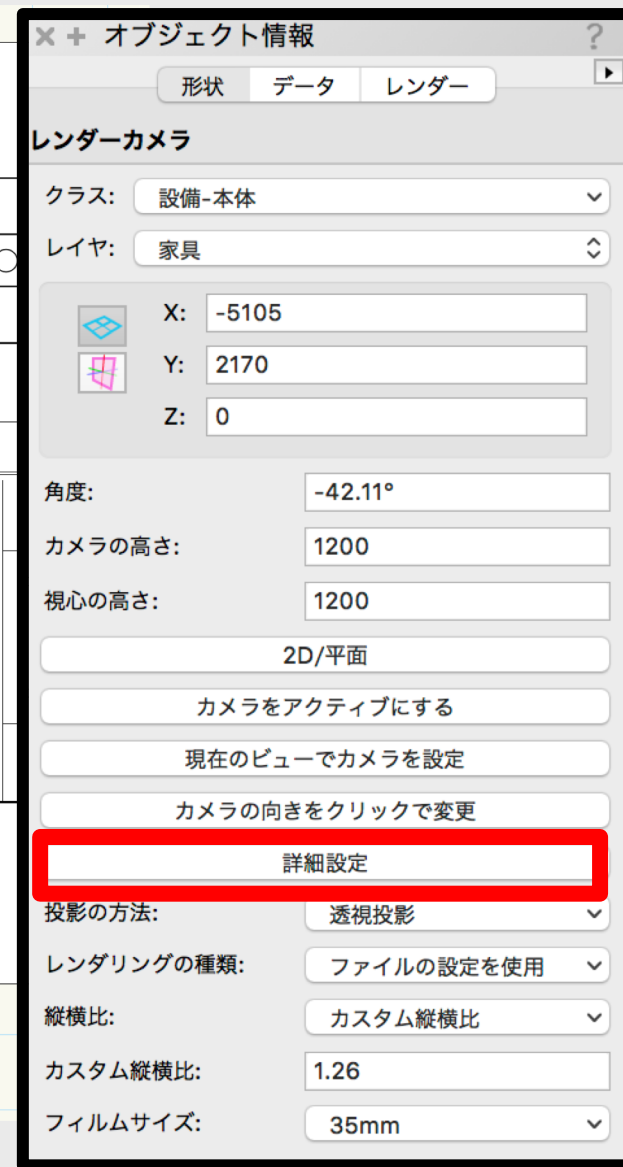 オブジェクト情報 ?
形状 データ レンダー
レンダーカメラ
クラス: 設備-本体
レイヤ: 家具
X: -5105
Y: 2170
Z: 0
角度: -42.11°
カメラの高さ: 1200
視心の高さ: 1200
2D/平面
カメラをアクティブにする
現在のビューでカメラを設定
カメラの向きをクリックで変更
詳細設定
投影の方法: 透視投影
レンダリングの種類: ファイルの設定を使用
縦横比: カスタム縦横比
カスタム縦横比: 1.26
フィルムサイズ: 35mm